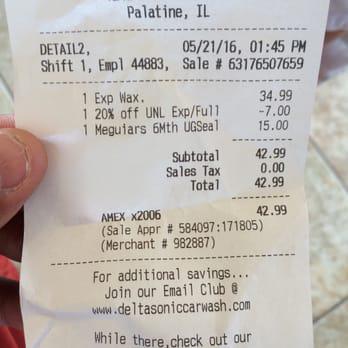 Palatine, IL
DETAIL2, 05/21/16, 01:45 PM
Shift 1, Empl 44883, Sale # 63176507659
1 Exp Wax. 34.99
1 20% off UNL Exp/Full -7.00
1 Meguiars 6Mth UGSeal 15.00
Subtotal 42.99
Sales Tax 0.00
Total 42.99
AMEX x2006 42.99
(Sale Appr # 584097:171805)
(Merchant # 982887)
For additional savings...
Join our Email Club @
www.deltasoniccarwash.com
While there,check out our